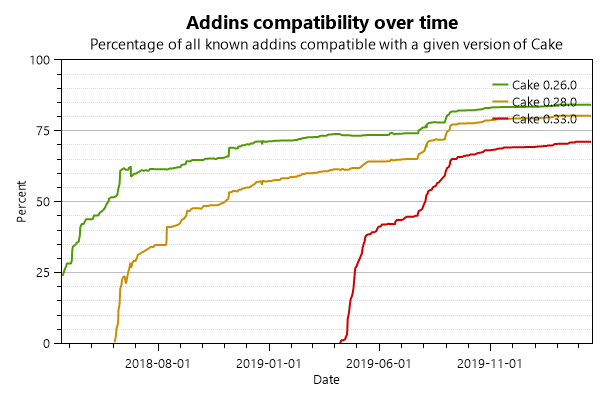 Addins compatibility over time
Percentage of all known addins compatible with a given version of Cake
100
75
50
25
0
Percent
Cake 0.26.0
Cake 0.28.0
Cake 0.33.0
2018-08-01
2019-01-01
2019-06-01
2019-11-01
Date